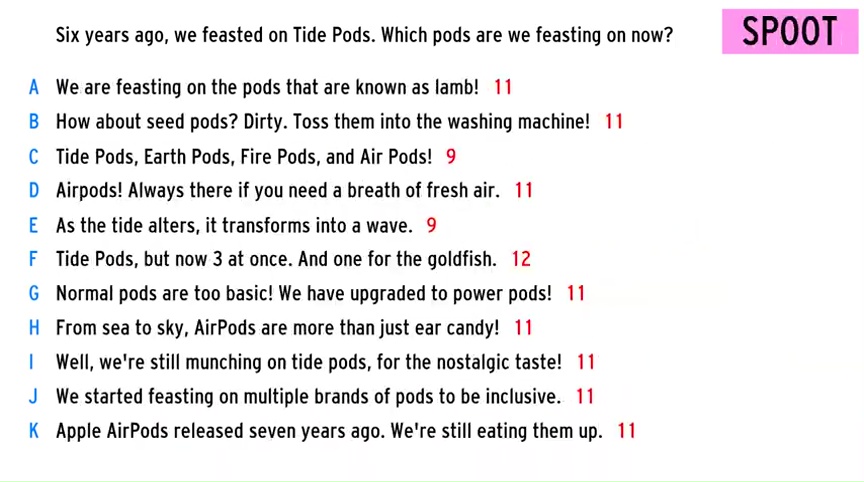 Six years ago, we feasted on Tide Pods. Which pods are we feasting on now?
SPOOT
A We are feasting on the pods that are known as lamb! 11
B How about seed pods? Dirty. Toss them into the washing machine! 11
C Tide Pods, Earth Pods, Fire Pods, and Air Pods! 9
D Airpods! Always there if you need a breath of fresh air. 11
E As the tide alters, it transforms into a wave. 9
F Tide Pods, but now 3 at once. And one for the goldfish. 12
G Normal pods are too basic! We have upgraded to power pods! 11
H From sea to sky, AirPods are more than just ear candy! 11
I Well, we're still munching on tide pods, for the nostalgic taste! 11
J We started feasting on multiple brands of pods to be inclusive. 11
K Apple AirPods released seven years ago. We're still eating them up. 11